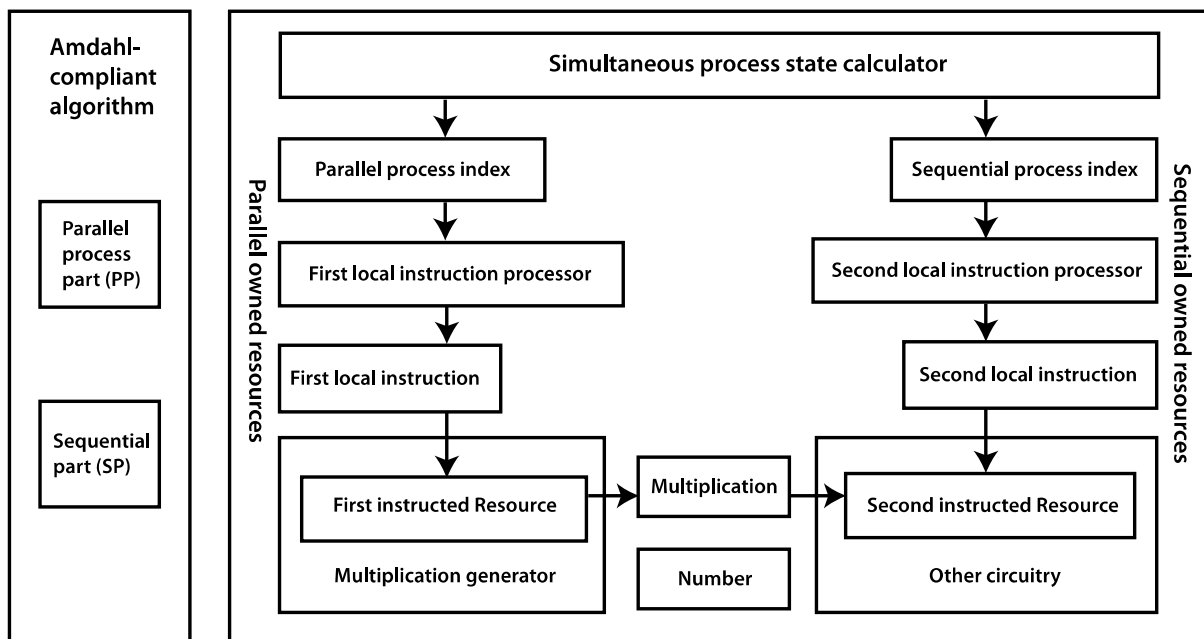 Amdahl-
compliant
algorithm
Parallel
process
part (PP)
Sequential
part (SP)
Simultaneous process state calculator
Parallel owned resources
Parallel process index
First local instruction processor
First local instruction
First instructed Resource
Multiplication generator
Multiplication
Number
Sequential process index
Second local instruction processor
Second local instruction
Second instructed Resource
Other circuitry
Sequential owned resources